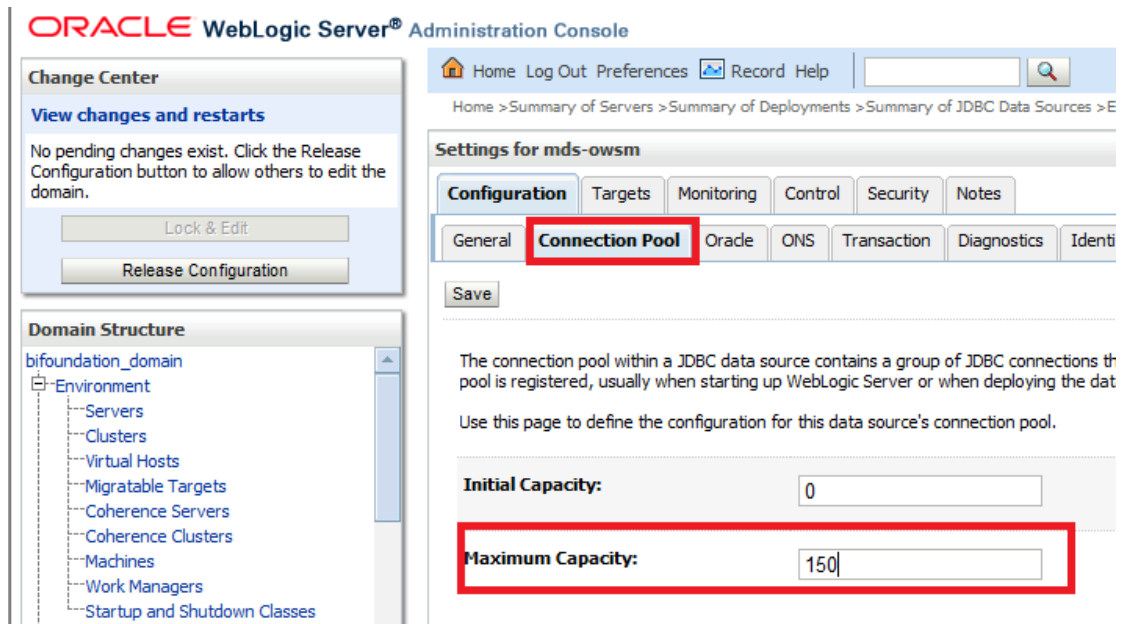 ORACLE WebLogic Server® Administration Console
Change Center
View changes and restarts
No pending changes exist. Click the Release
Configuration button to allow others to edit the
domain.
Lock & Edit
Release Configuration
Domain Structure
bifoundation_domain
Environment
Servers
Clusters
Virtual Hosts
Migratable Targets
Coherence Servers
Coherence Clusters
Machines
Work Managers
Startup and Shutdown Classes
Home Log Out Preferences Record Help
Home >Summary of Servers >Summary of Deployments >Summary of JDBC Data Sources >E
Settings for mds-owsm
Configuration Targets Monitoring Control Security Notes
General Connection Pool Oracle ONS Transaction Diagnostics Identi
Save
The connection pool within a JDBC data source contains a group of JDBC connections th
pool is registered, usually when starting up WebLogic Server or when deploying the dat
Use this page to define the configuration for this data source's connection pool.
Initial Capacity: 0
Maximum Capacity: 150